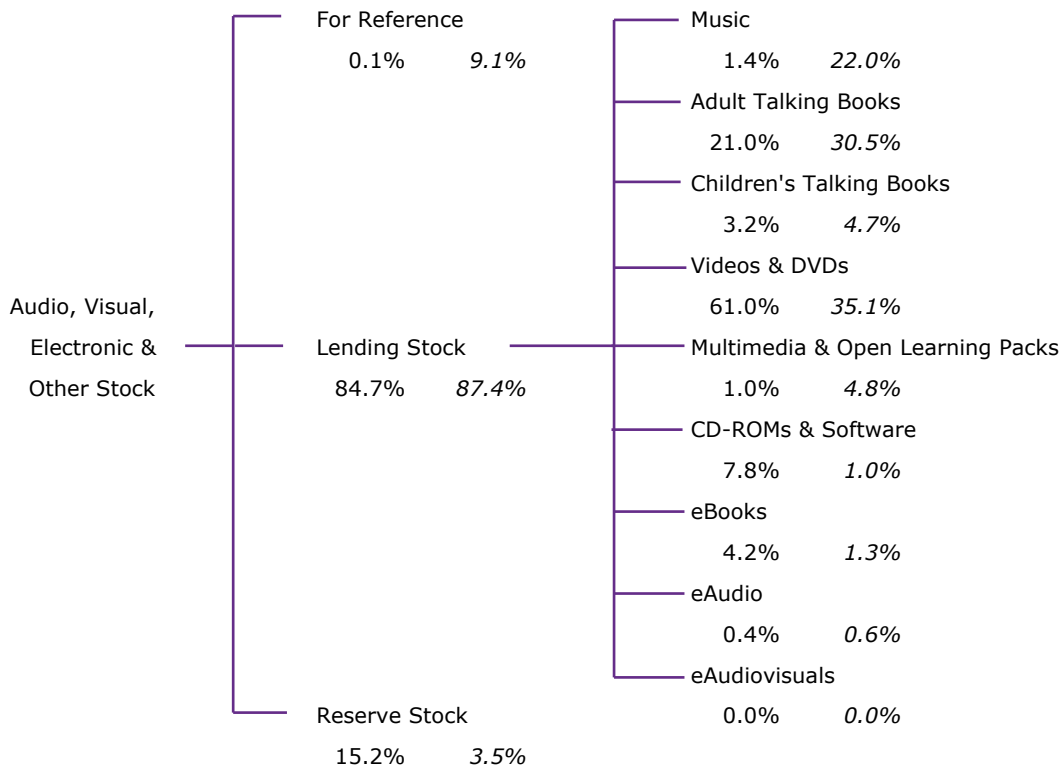 Audio, Visual,
Electronic &
Other Stock
For Reference
0.1% 9.1%
Lending Stock
84.7% 87.4%
Reserve Stock
15.2% 3.5%
Music
1.4% 22.0%
Adult Talking Books
21.0% 30.5%
Children's Talking Books
3.2% 4.7%
Videos & DVDs
61.0% 35.1%
Multimedia & Open Learning Packs
1.0% 4.8%
CD-ROMs & Software
7.8% 1.0%
eBooks
4.2% 1.3%
eAudio
0.4% 0.6%
eAudiovisuals
0.0% 0.0%